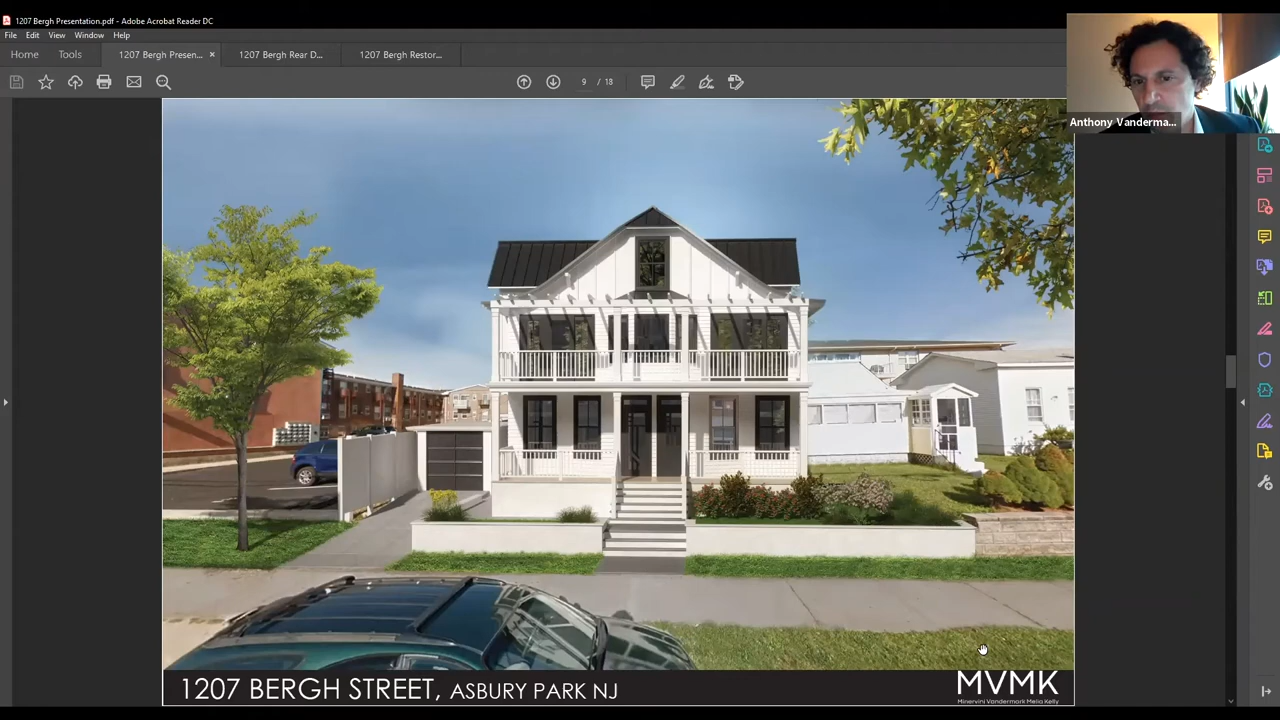 1207 Bergh Presentation.pdf - Adobe Acrobat Reader DC
File Edit View Window Help
Home Tools 1207 Bergh Presen... × 1207 Bergh Rear D... 1207 Bergh Restor...
9 / 13
Anthony Vanderma...
1207 BERGH STREET, ASBURY PARK NJ
MVMK
Minervini Vandermark Melia Kelly